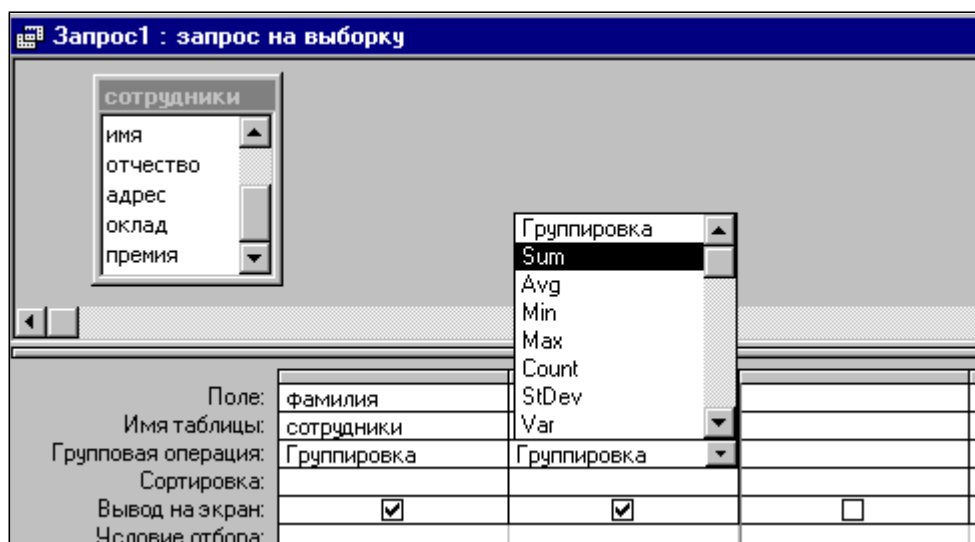 Запрос1 : запрос на выборку
сотрудники
имя
отчество
адрес
оклад
премия
Группировка
Sum
Avg
Min
Max
Count
StDev
Var
Поле: фамилия
Имя таблицы: сотрудники
Групповая операция: Группировка Группировка
Сортировка:
Вывод на экран:
Условие отбора: